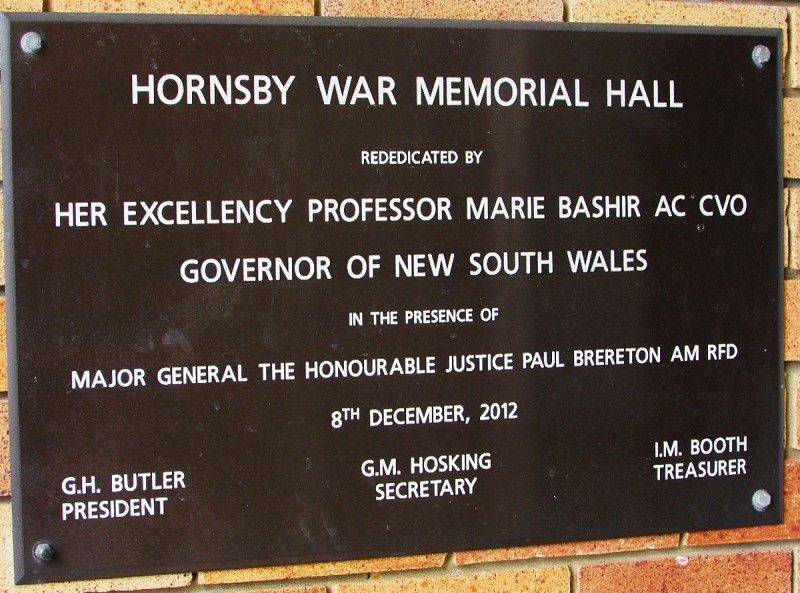 HORNSBY WAR MEMORIAL HALL
REDEDICATED BY
HER EXCELLENCY PROFESSOR MARIE BASHIR AC CVO
GOVERNOR OF NEW SOUTH WALES
IN THE PRESENCE OF
MAJOR GENERAL THE HONOURABLE JUSTICE PAUL BRERETON AM RFD
8TH DECEMBER, 2012
G.H. BUTLER
PRESIDENT
G.M. HOSKING
SECRETARY
I.M. BOOTH
TREASURER